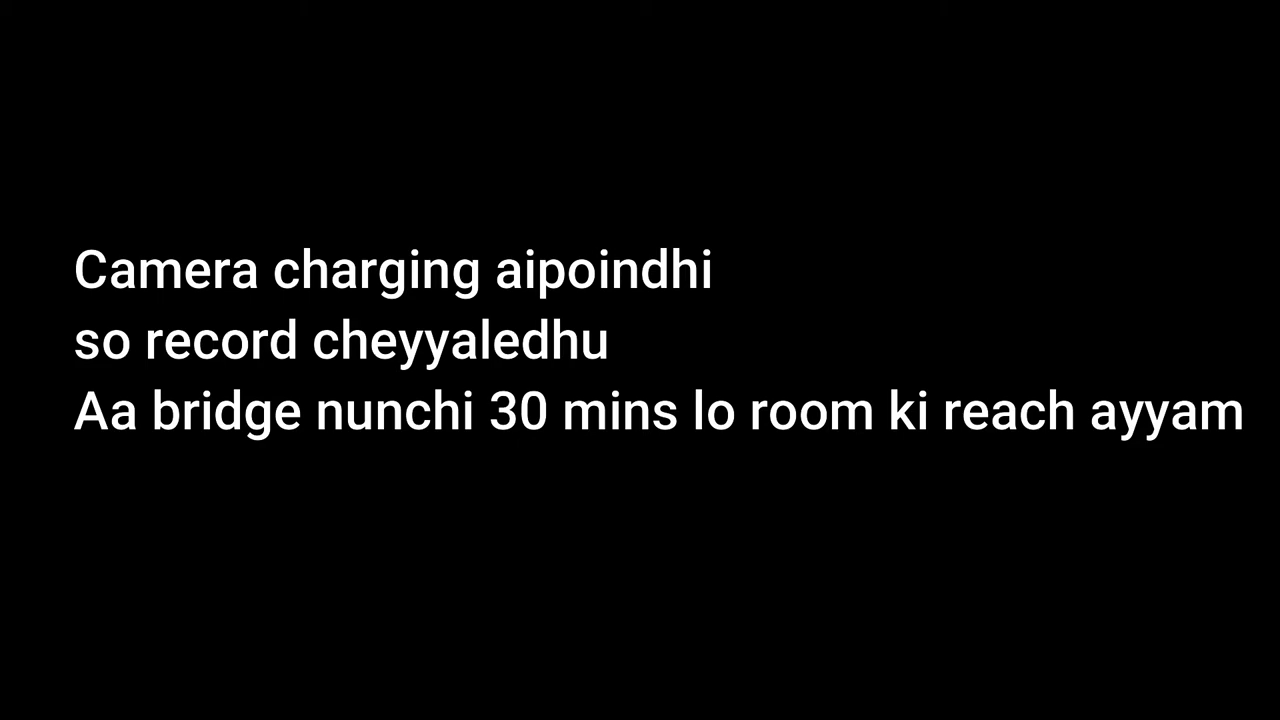 Camera charging aipoindhi
so record cheyyaledhu
Aa bridge nunchi 30 mins lo room ki reach ayyam